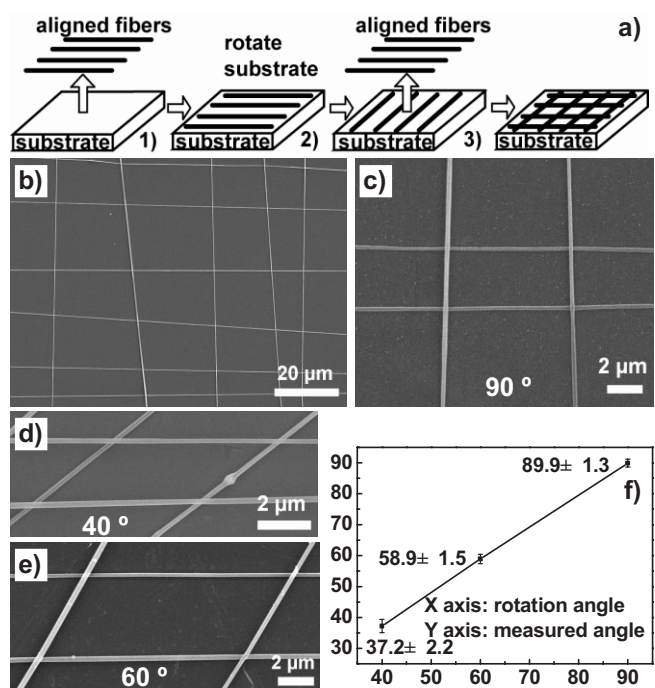 aligned fibers
aligned fibers
a)
rotate
substrate
substrate
1)
substrate
2)
substrate
3)
substrate
b)
20 µm
c)
2 µm
90 º
d)
2 µm
40 º
e)
2 µm
60 º
f)
90
80
70
60
50
40
30
89.9± 1.3
58.9± 1.5
X axis: rotation angle
Y axis: measured angle
37.2± 2.2
40 50 60 70 80 90